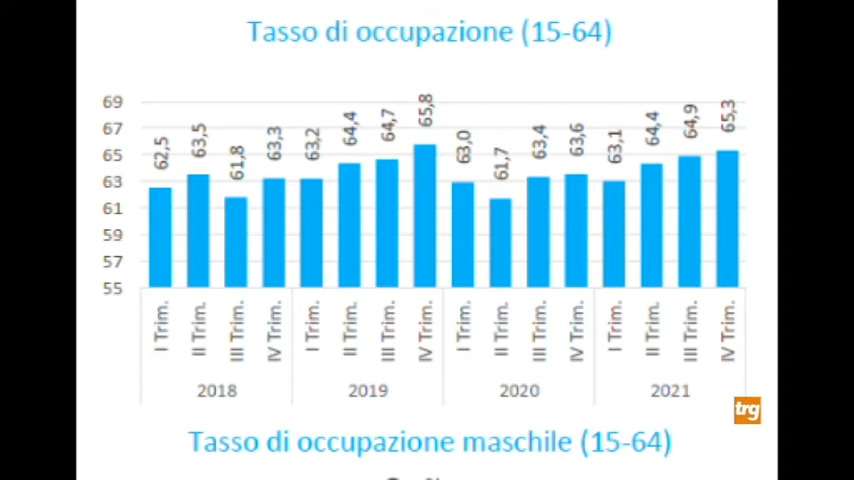 Tasso di occupazione (15-64)
69
67
65
63
61
59
57
55
62,5
63,5
61,8
63,3
63,2
64,4
64,7
65,8
63,0
61,7
63,4
63,6
63,1
64,4
64,9
65,3
I Trim.
II Trim.
III Trim.
IV Trim.
I Trim.
II Trim.
III Trim.
IV Trim.
I Trim.
II Trim.
III Trim.
IV Trim.
I Trim.
II Trim.
III Trim.
IV Trim.
2018
2019
2020
2021
trg
Tasso di occupazione maschile (15-64)